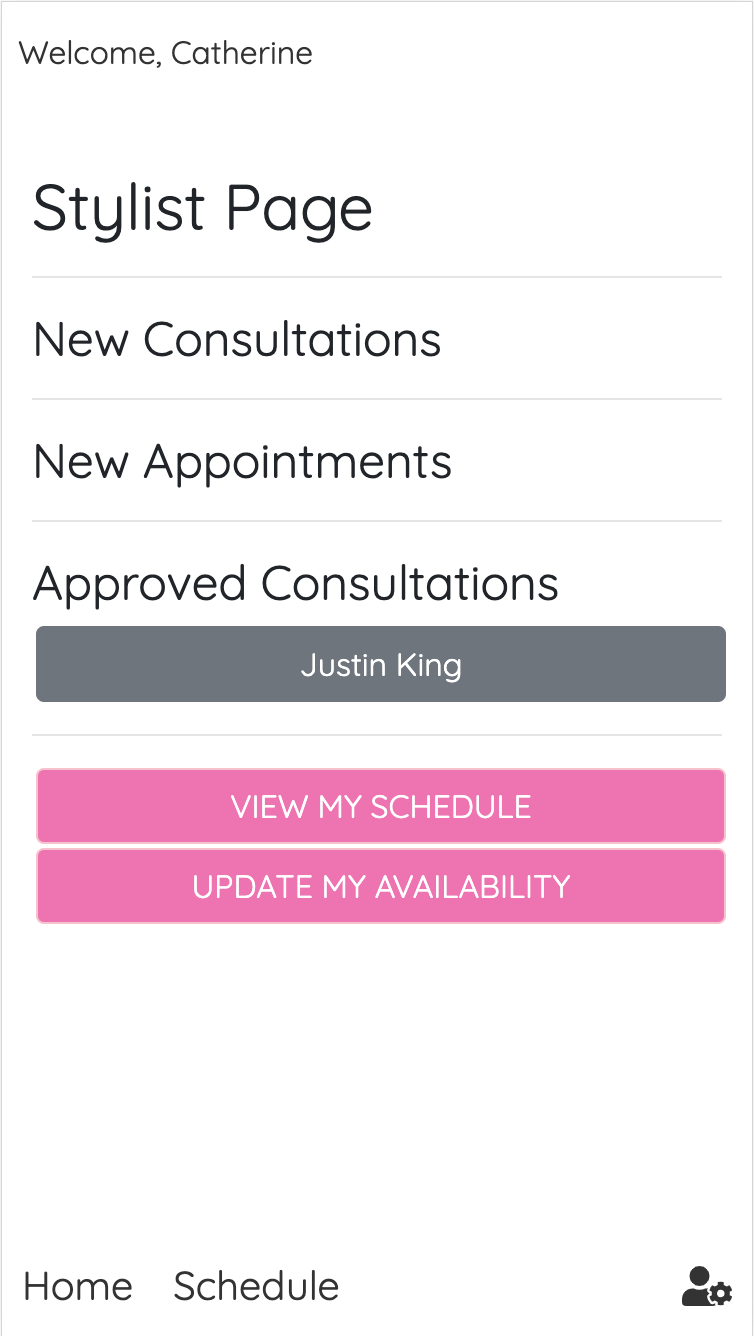 Welcome, Catherine
Stylist Page
New Consultations
New Appointments
Approved Consultations
Justin King
VIEW MY SCHEDULE
UPDATE MY AVAILABILITY
Home Schedule